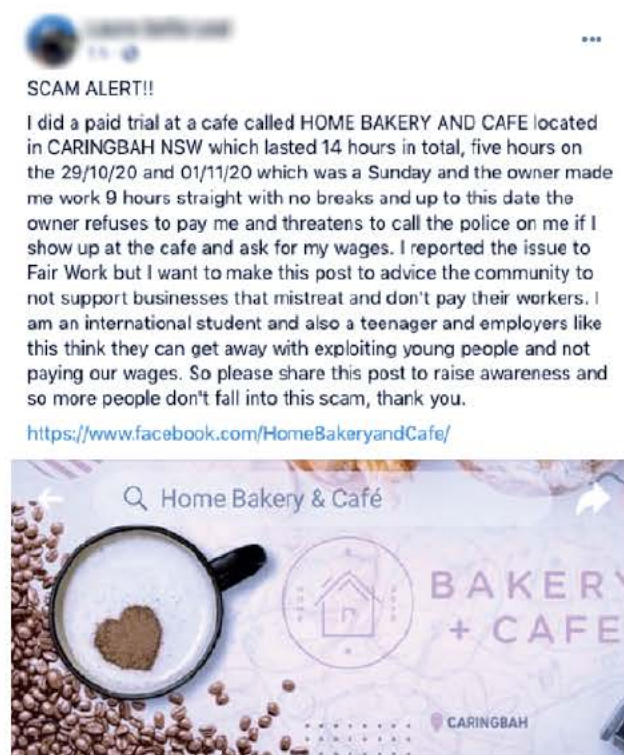 SCAM ALERT!!
I did a paid trial at a cafe called HOME BAKERY AND CAFE located
in CARINGBAH NSW which lasted 14 hours in total, five hours on
the 29/10/20 and 01/11/20 which was a Sunday and the owner made
me work 9 hours straight with no breaks and up to this date the
owner refuses to pay me and threatens to call the police on me if I
show up at the cafe and ask for my wages. I reported the issue to
Fair Work but I want to make this post to advice the community to
not support businesses that mistreat and don't pay their workers. I
am an international student and also a teenager and employers like
this think they can get away with exploiting young people and not
paying our wages. So please share this post to raise awareness and
so more people don't fall into this scam, thank you.
https://www.facebook.com/HomeBakeryandCafe/
Home Bakery & Café
BAKERY
+ CAFE
CARINGBAH